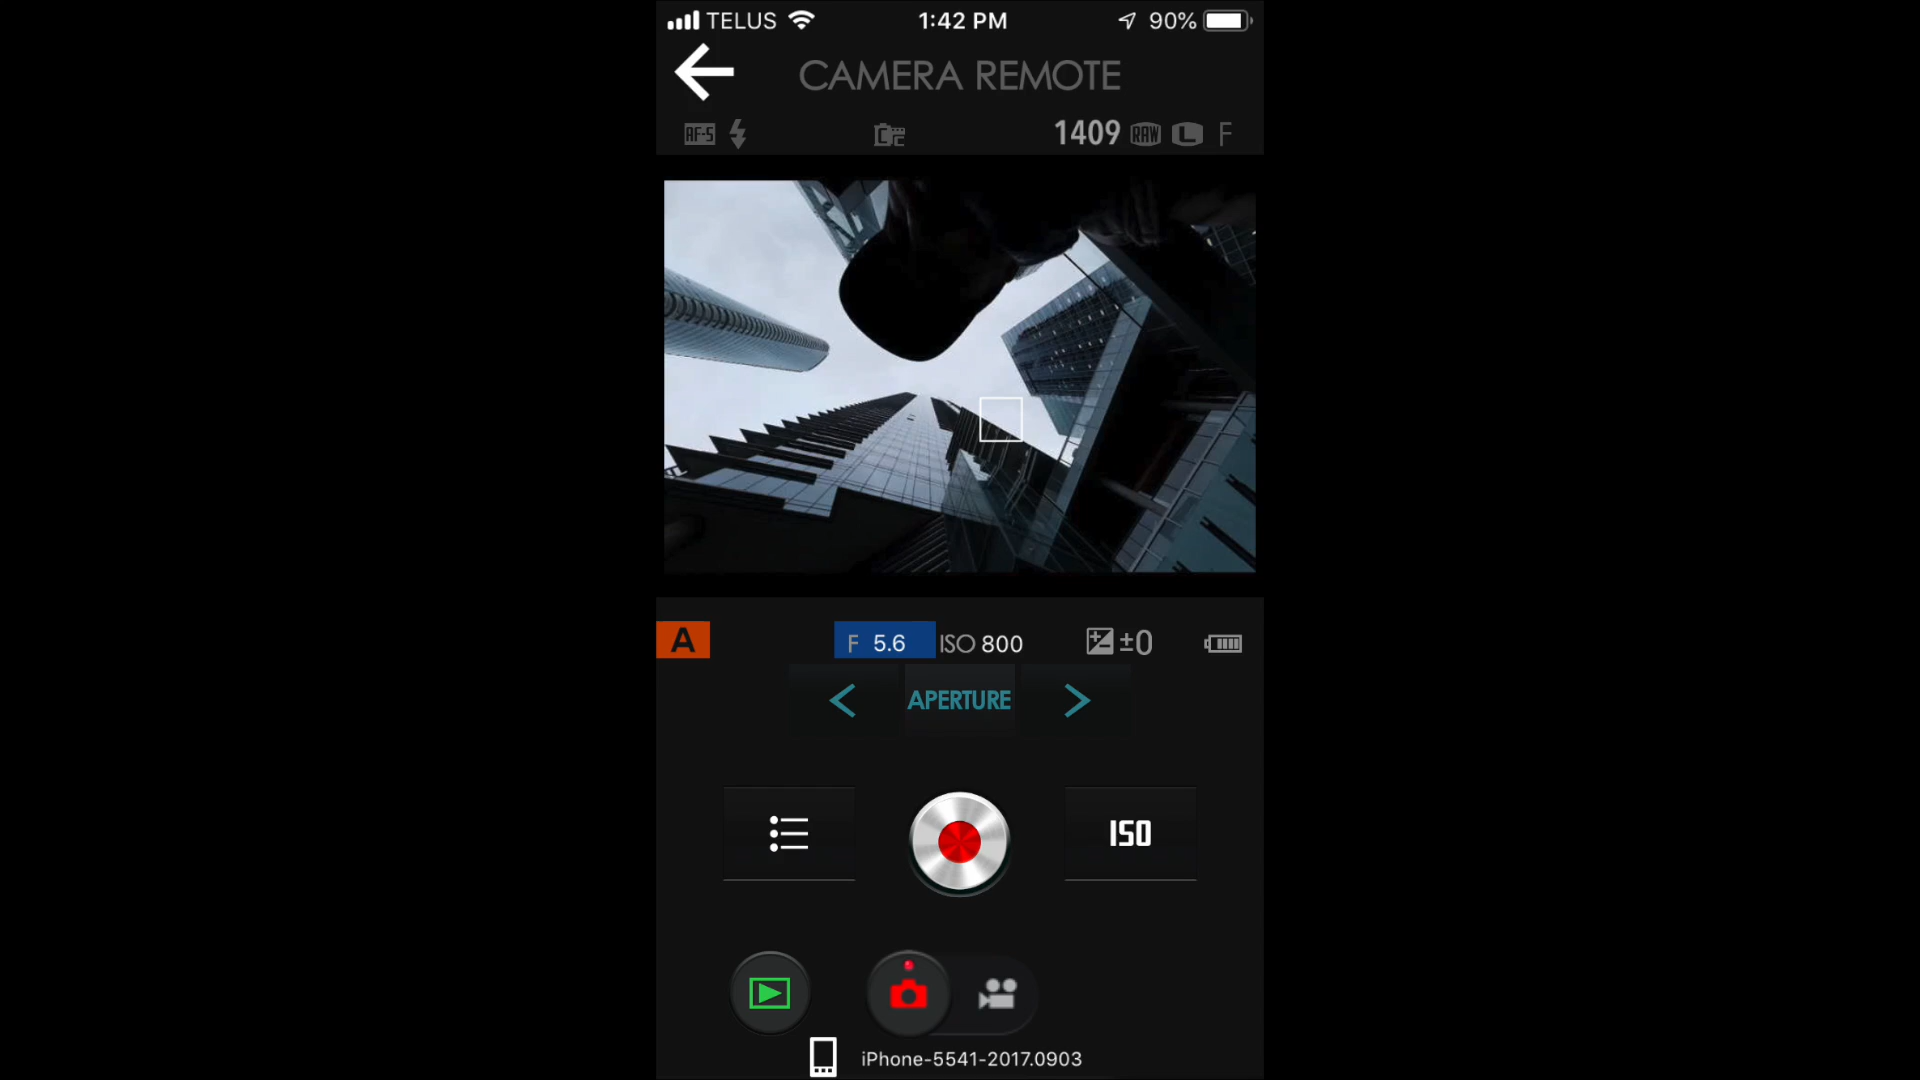 TELUS 1:42 PM 90%
CAMERA REMOTE
AF-S C 1409 RAW L F
A F 5.6 ISO 800 ±0
APERTURE
ISO
iPhone-5541-2017.0903